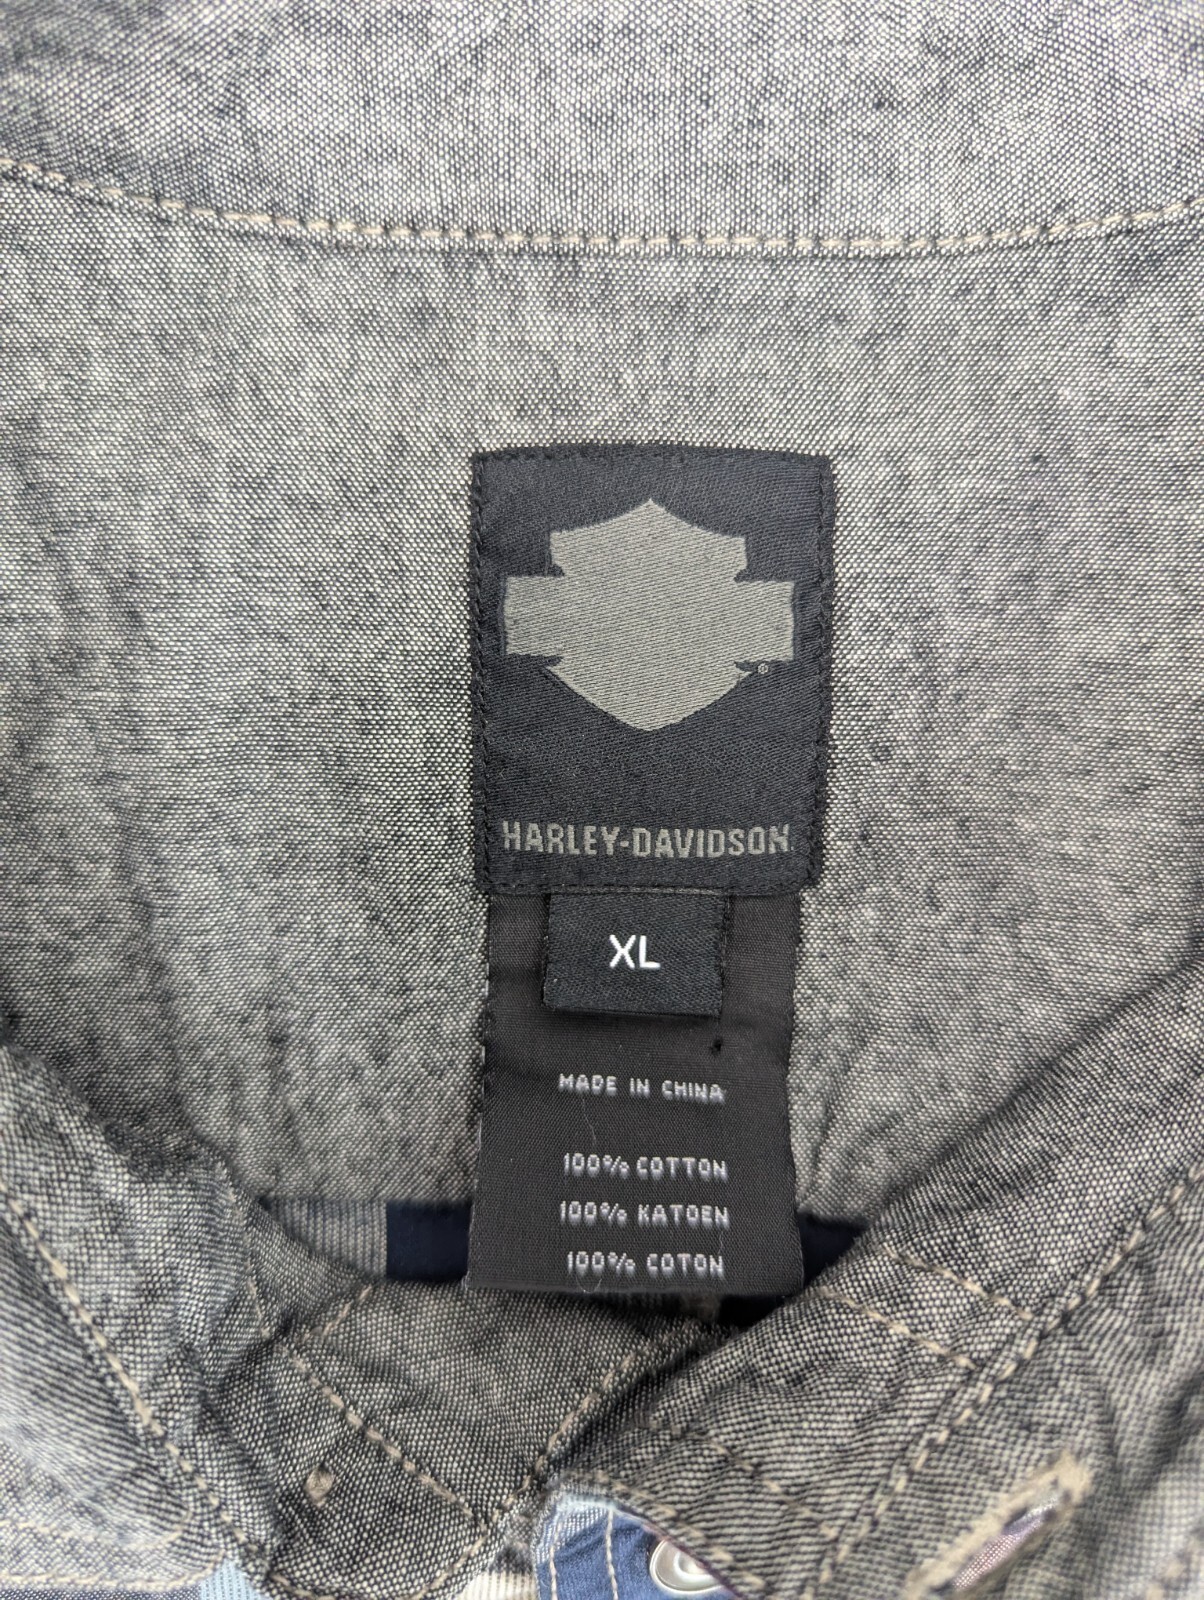 ®
HARLEY-DAVIDSON
XL
MADE IN CHINA
100% COTTON
100% KATOEN
100% COTON